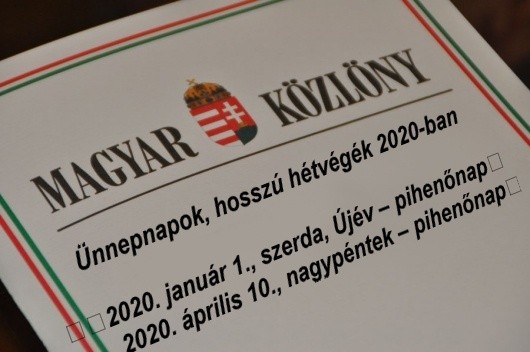 MAGYAR KÖZLÖNY
Ünnepnapok, hosszú hétvégék 2020-ban
2020. január 1., szerda, Újév – pihenőnap
2020. április 10., nagypéntek – pihenőnap